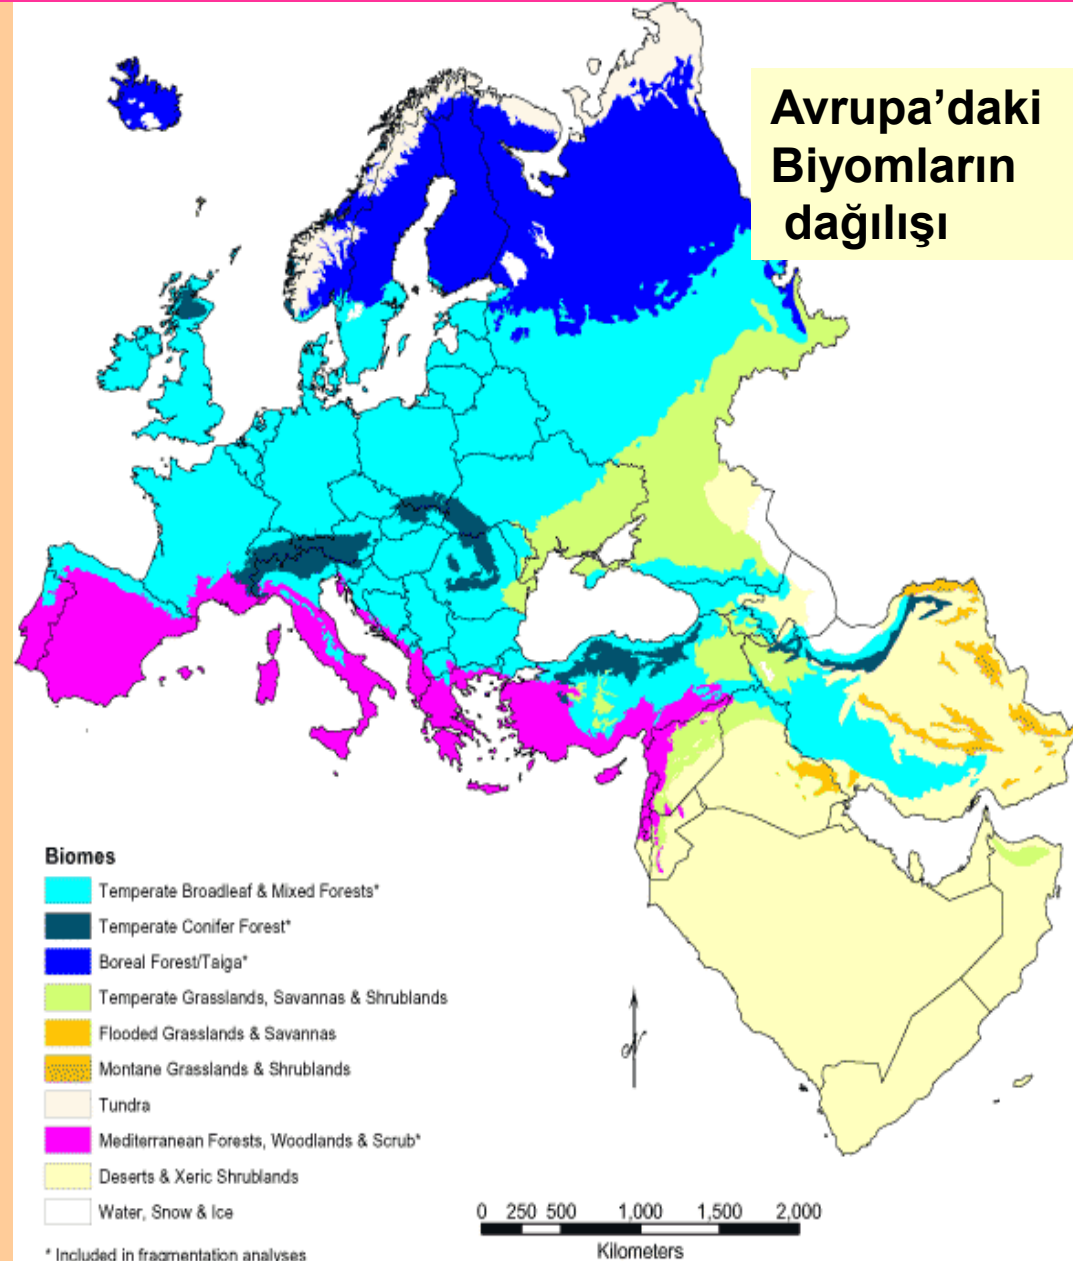 Avrupa’daki
Biyomların
dağılışı
Biomes
Temperate Broadleaf & Mixed Forests*
Temperate Conifer Forest*
Boreal Forest/Taiga*
Temperate Grasslands, Savannas & Shrublands
Flooded Grasslands & Savannas
Montane Grasslands & Shrublands
Tundra
Mediterranean Forests, Woodlands & Scrub*
Deserts & Xeric Shrublands
Water, Snow & Ice
* Included in fragmentation analyses
N
0 250 500 1,000 1,500 2,000
Kilometers